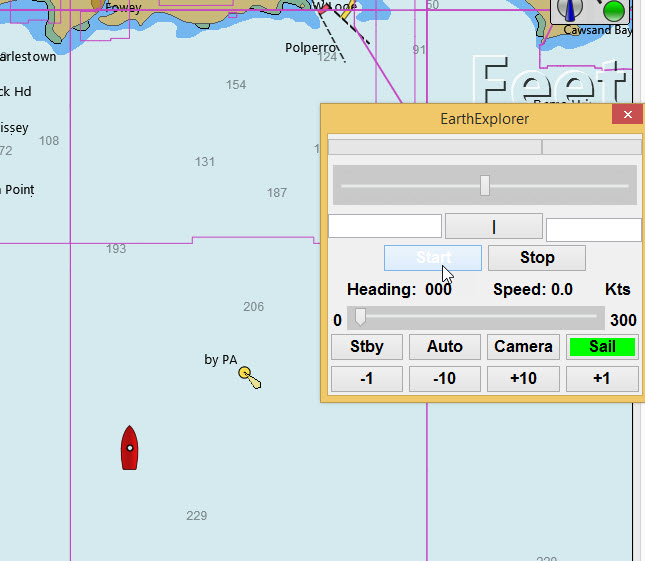 Fowey
Looe
60
Cawsand Bay
Polperro
124
91
arlestown
154
Feet
ck Hd
EarthExplorer
issey
108
72
131
187
Point
|
193
Start
Stop
Heading: 000
Speed: 0.0
Kts
206
0
300
Stby
Auto
Camera
Sail
by PA
-1
-10
+10
+1
229